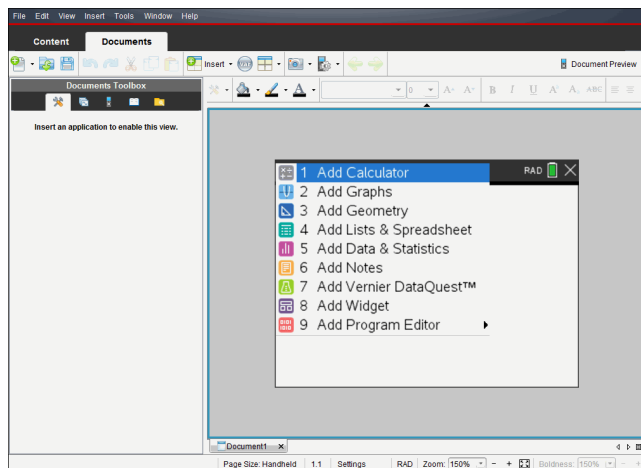 File Edit View Insert Tools Window Help
Content Documents
Insert Document Preview
Documents Toolbox
0 A A B I U A A ABC
Insert an application to enable this view.
RAD
1 Add Calculator
2 Add Graphs
3 Add Geometry
4 Add Lists & Spreadsheet
5 Add Data & Statistics
6 Add Notes
7 Add Vernier DataQuest™
8 Add Widget
9 Add Program Editor
Document1
Page Size: Handheld 1.1 Settings RAD Zoom: 150% - + Boldness: 150% - +